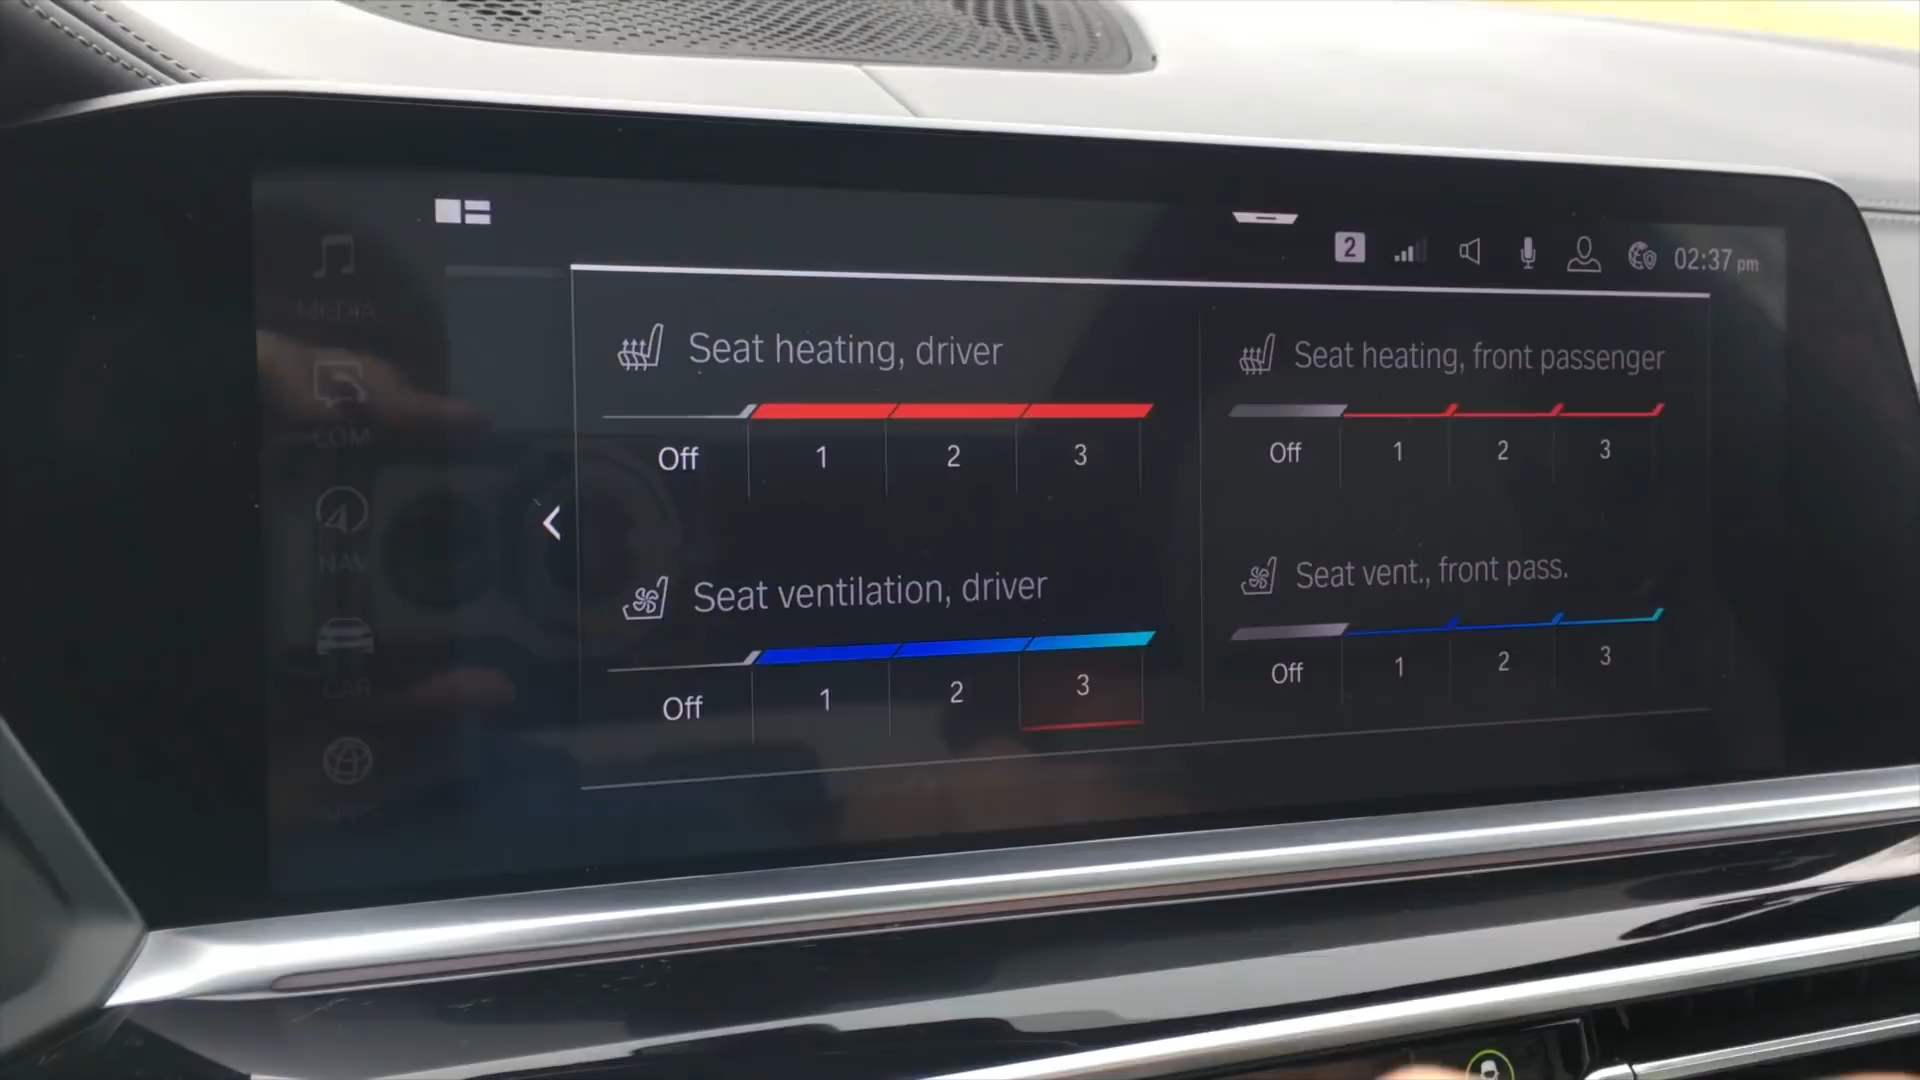 2
02:37 pm
MEDIA
COM
NAV
CAR
Seat heating, driver
Off 1 2 3
Seat heating, front passenger
Off 1 2 3
Seat ventilation, driver
Off 1 2 3
Seat vent., front pass.
Off 1 2 3